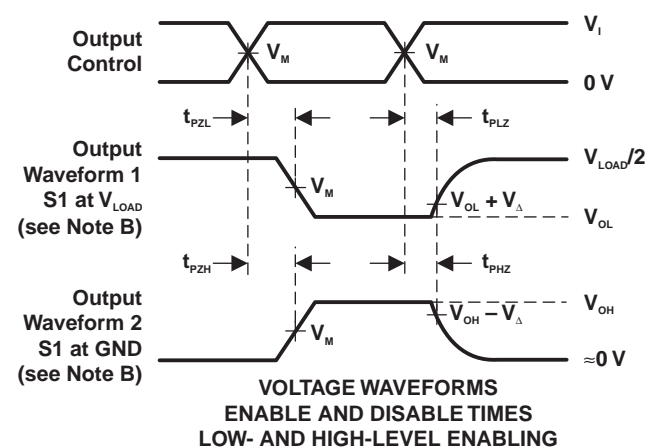 Output
Control
V_M
V_M
V_I
0 V
t_PZL
t_PLZ
Output
Waveform 1
S1 at V_LOAD
(see Note B)
V_M
V_OL + V_Δ
V_LOAD/2
V_OL
t_PZH
t_PHZ
Output
Waveform 2
S1 at GND
(see Note B)
V_M
V_OH − V_Δ
V_OH
≈0 V
VOLTAGE WAVEFORMS
ENABLE AND DISABLE TIMES
LOW- AND HIGH-LEVEL ENABLING